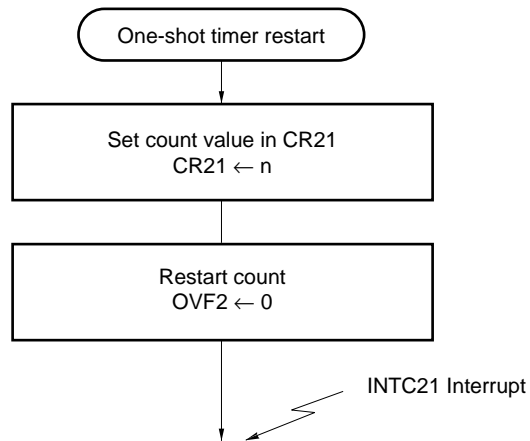 One-shot timer restart
Set count value in CR21
CR21 ← n
Restart count
OVF2 ← 0
INTC21 Interrupt